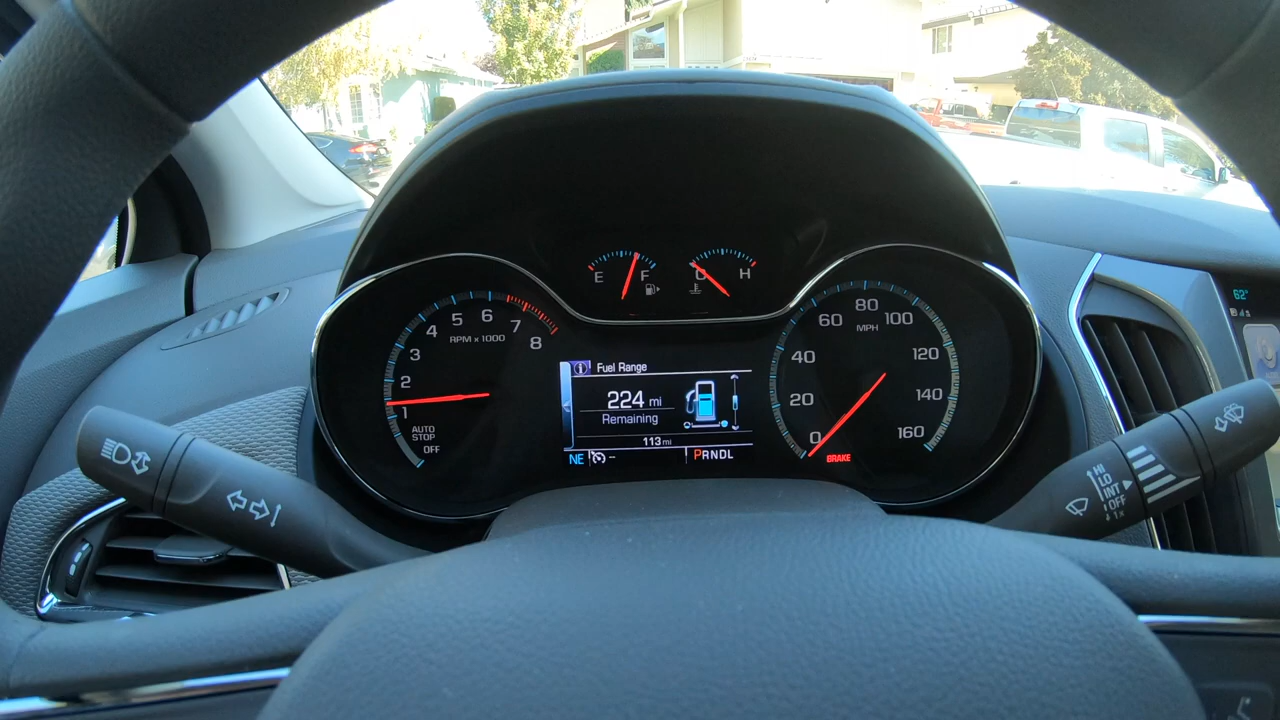 E F
C H
4 5 6 7 8
3
2
1
RPM x 1000
AUTO
STOP
OFF
Fuel Range
224 mi
Remaining
113 mi
NE -- PRNDL
0 20 40 60 80 100 120 140 160
MPH
BRAKE
HI
LO
INT
OFF
1x
62°